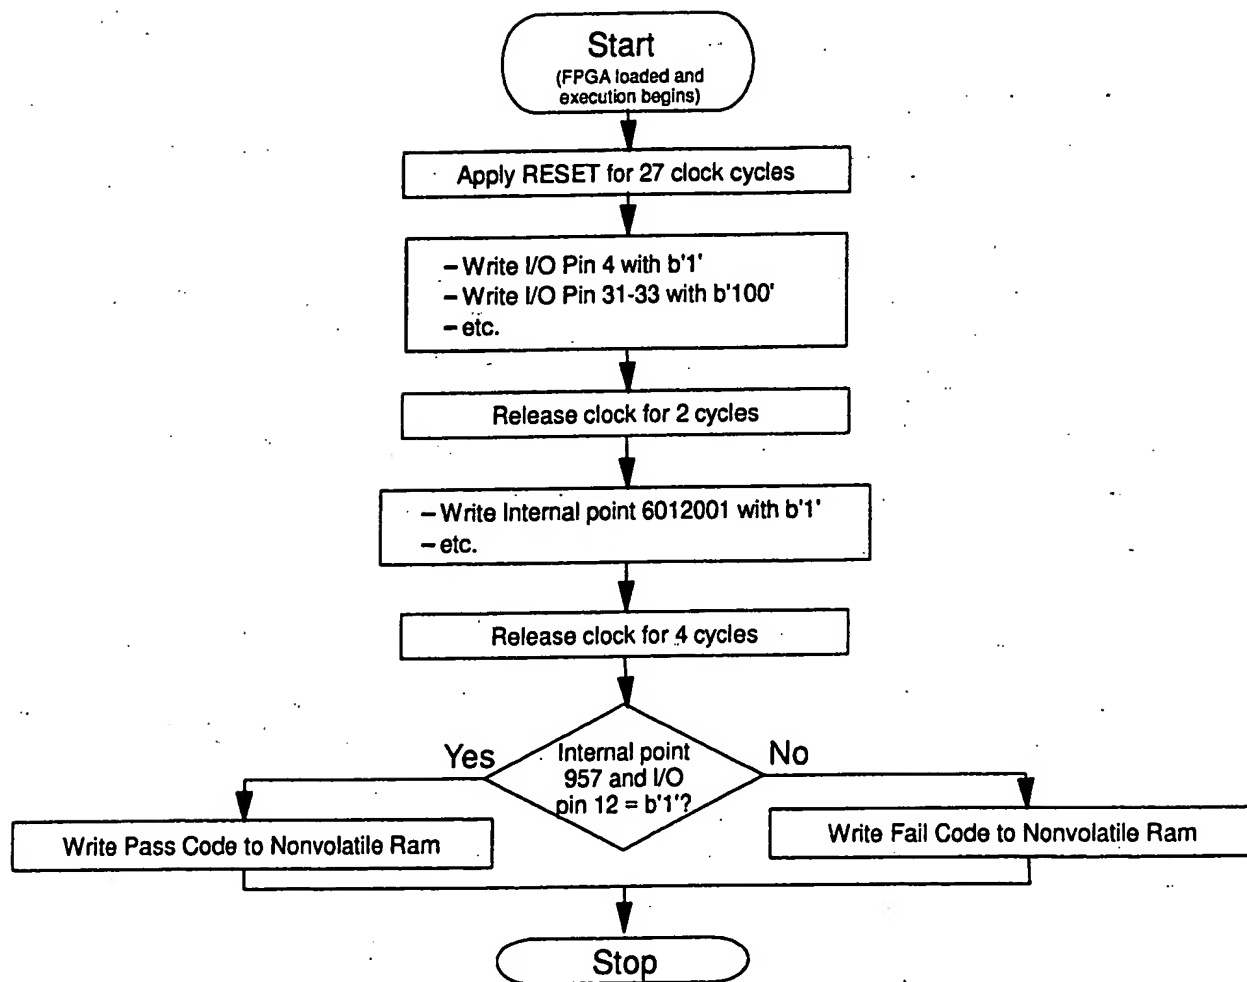 Start
(FPGA loaded and
execution begins)
Apply RESET for 27 clock cycles
– Write I/O Pin 4 with b'1'
– Write I/O Pin 31-33 with b'100'
– etc.
Release clock for 2 cycles
– Write Internal point 6012001 with b'1'
– etc.
Release clock for 4 cycles
Yes
Internal point
957 and I/O
pin 12 = b'1'?
No
Write Pass Code to Nonvolatile Ram
Write Fail Code to Nonvolatile Ram
Stop